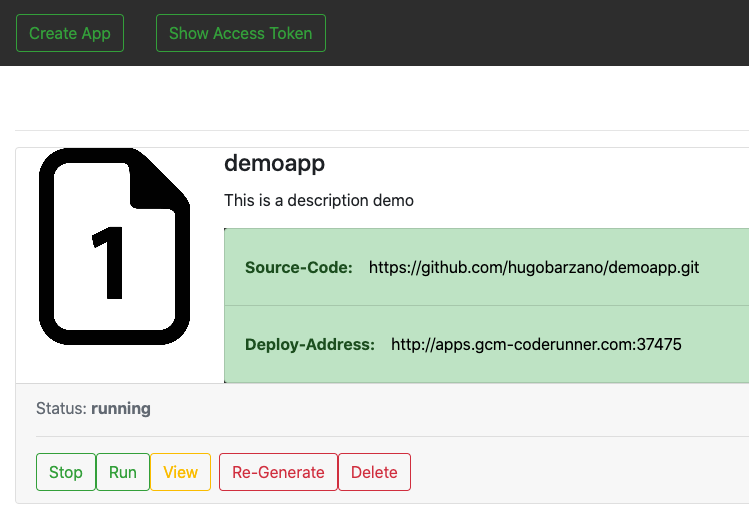 Create App Show Access Token
1
demoapp
This is a description demo
Source-Code: https://github.com/hugobarzano/demoapp.git
Deploy-Address: http://apps.gcm-coderunner.com:37475
Status: running
Stop Run View Re-Generate Delete